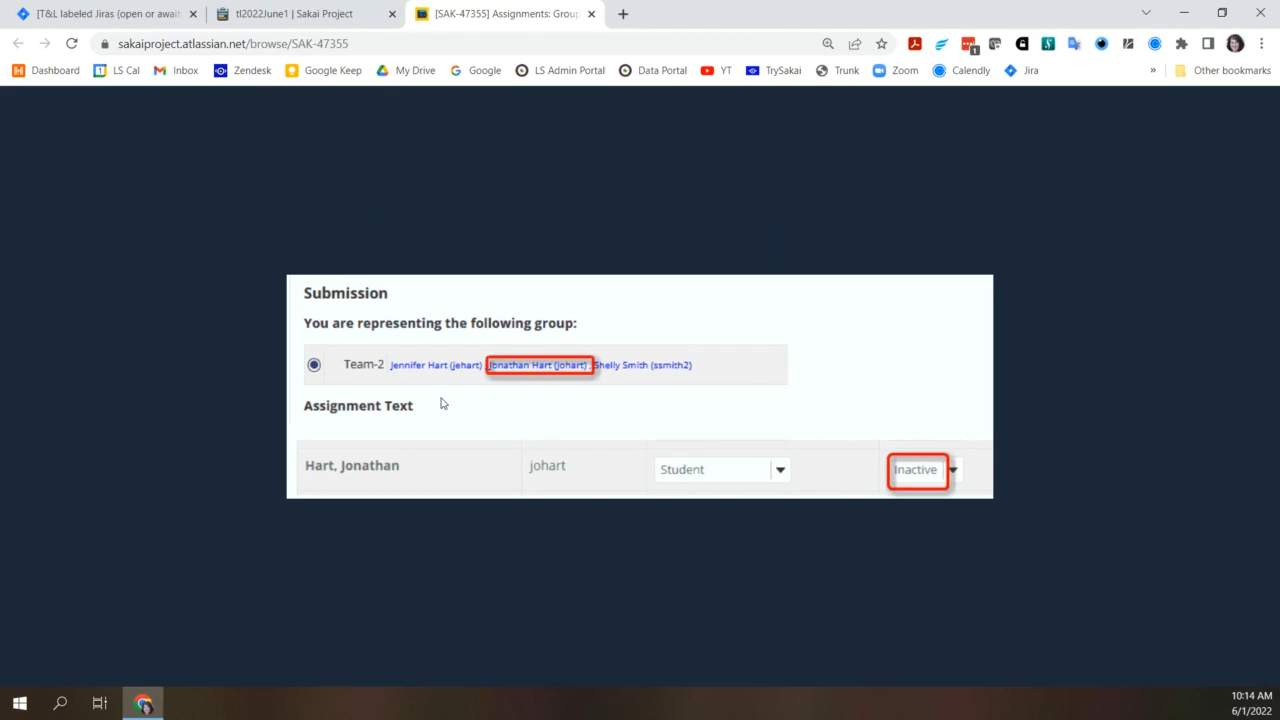 [T&L labeled Jiras (open or await
tl2022June1 | Sakai Project
[SAK-47355] Assignments: Group
sakaiproject.atlassian.net/browse/SAK-47355
1
Dashboard
LS Cal
Inbox
Zendesk
Google Keep
My Drive
Google
LS Admin Portal
Data Portal
YT
TrySakai
Trunk
Zoom
Calendly
Jira
»
Other bookmarks
Submission
You are representing the following group:
Team-2 Jennifer Hart (jehart) , Jonathan Hart (johart) , Shelly Smith (ssmith2)
Assignment Text
Hart, Jonathan johart Student Inactive
10:14 AM
6/1/2022